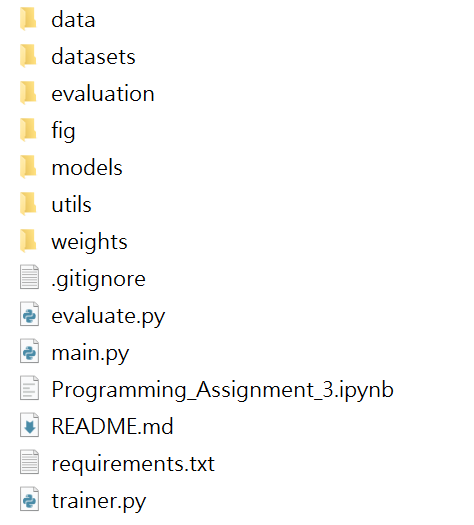 data
datasets
evaluation
fig
models
utils
weights
.gitignore
evaluate.py
main.py
Programming_Assignment_3.ipynb
README.md
requirements.txt
trainer.py